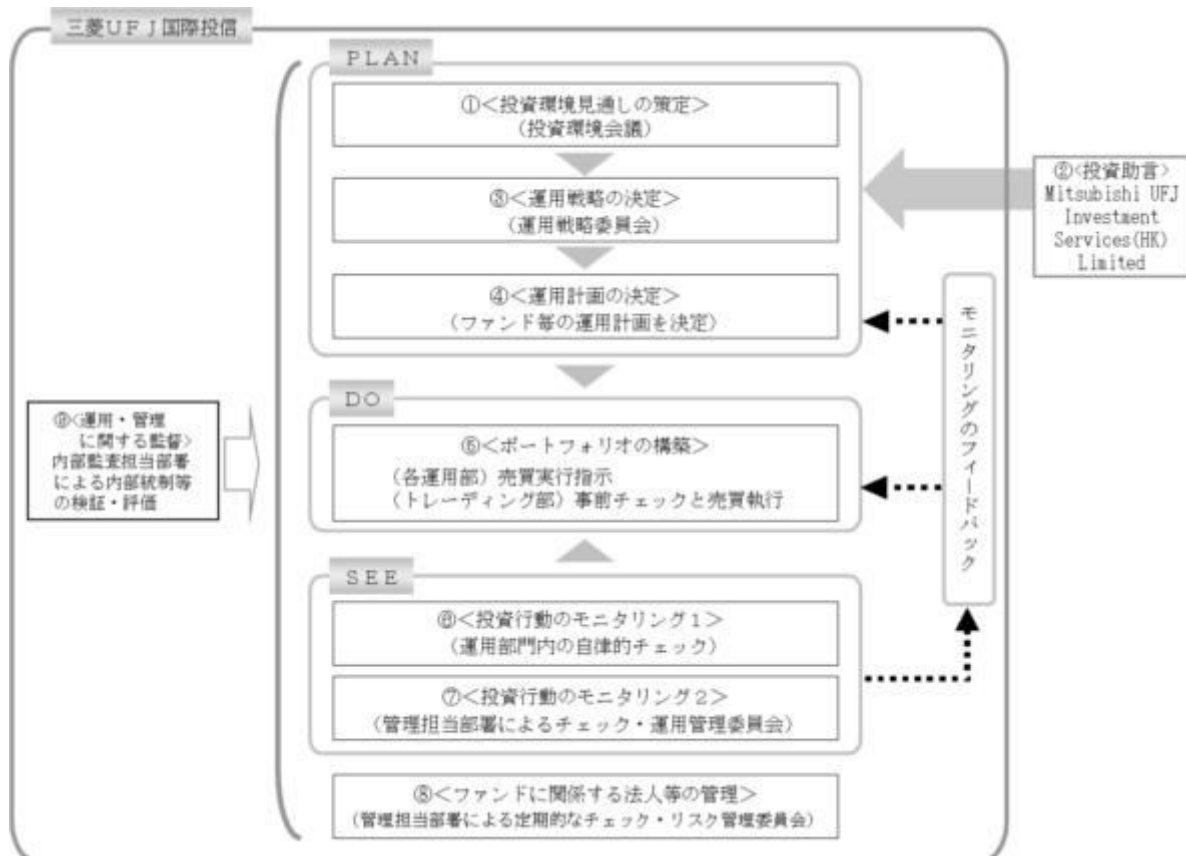 三菱UFJ国際投信
PLAN
①<投資環境見通しの策定>
(投資環境会議)
②<投資助言>
Mitsubishi UFJ
Investment
Services(HK)
Limited
③<運用戦略の決定>
(運用戦略委員会)
④<運用計画の決定>
(ファンド毎の運用計画を決定)
モニタリングのフィードバック
DO
⑤<ポートフォリオの構築>
(各運用部)売買実行指示
(トレーディング部)事前チェックと売買執行
⑨<運用・管理
に関する監督>
内部監査担当部署
による内部統制等
の検証・評価
SEE
⑥<投資行動のモニタリング1>
(運用部門内の自律的チェック)
⑦<投資行動のモニタリング2>
(管理担当部署によるチェック・運用管理委員会)
⑧<ファンドに関係する法人等の管理>
(管理担当部署による定期的なチェック・リスク管理委員会)